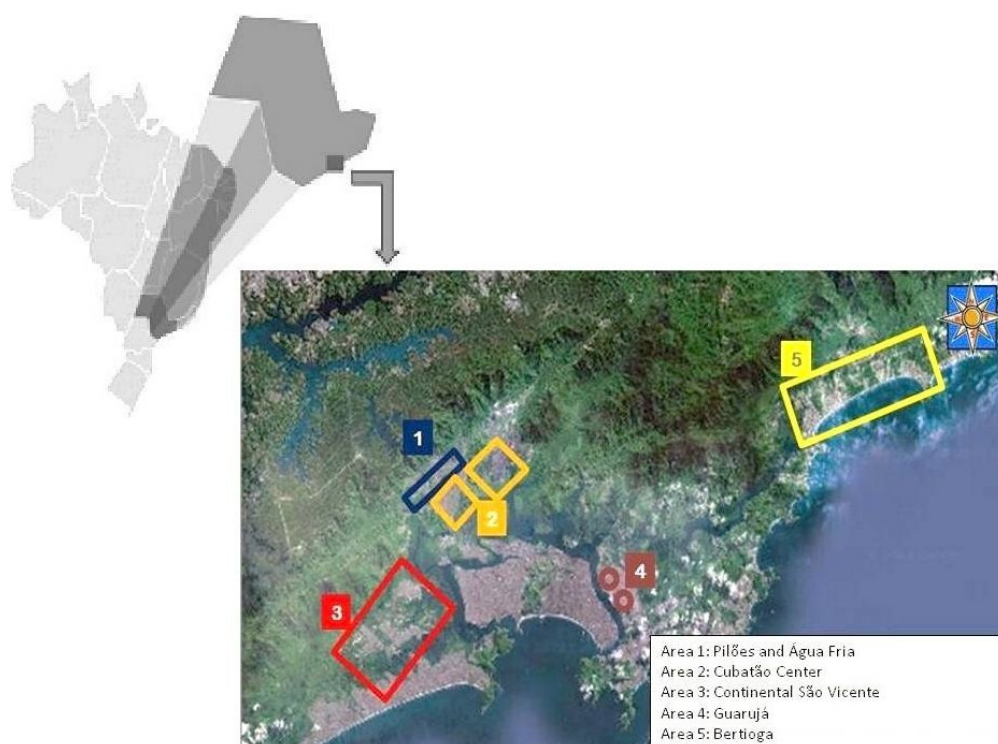 5
1
2
4
3
Area 1: Pilões and Água Fria
Area 2: Cubatão Center
Area 3: Continental São Vicente
Area 4: Guarujá
Area 5: Bertioga